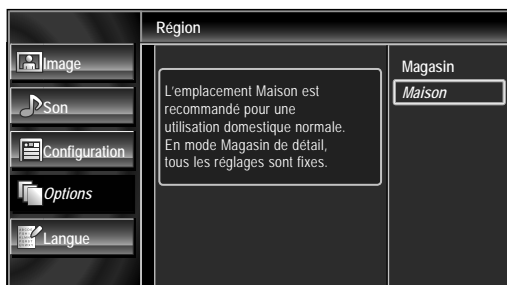 Région
Image
Son
Configuration
Options
Langue
L'emplacement Maison est
recommandé pour une
utilisation domestique normale.
En mode Magasin de détail,
tous les réglages sont fixes.
Magasin
Maison